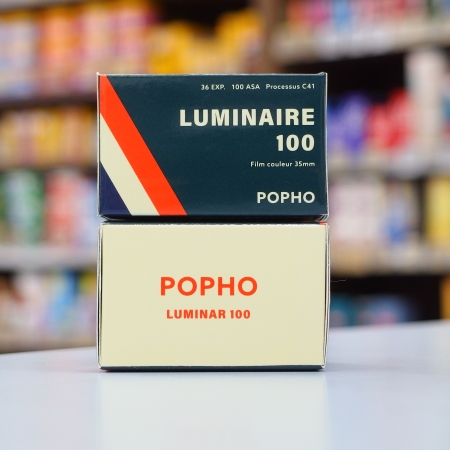 36 EXP. 100 ASA Processus C41
LUMINAIRE
100
Film couleur 35mm
POPHO
POPHO
LUMINAR 100